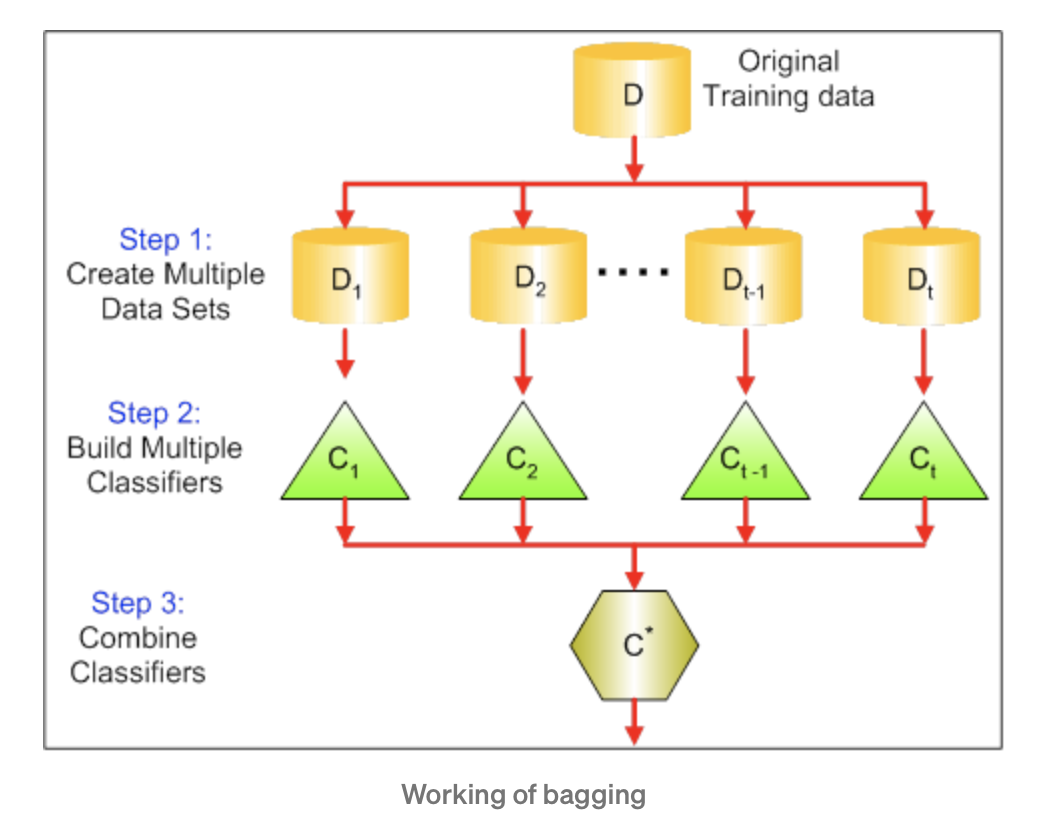 D
Original
Training data
Step 1:
Create Multiple
Data Sets
D1
D2
....
Dt-1
Dt
Step 2:
Build Multiple
Classifiers
C1
C2
Ct -1
Ct
Step 3:
Combine
Classifiers
C*
Working of bagging